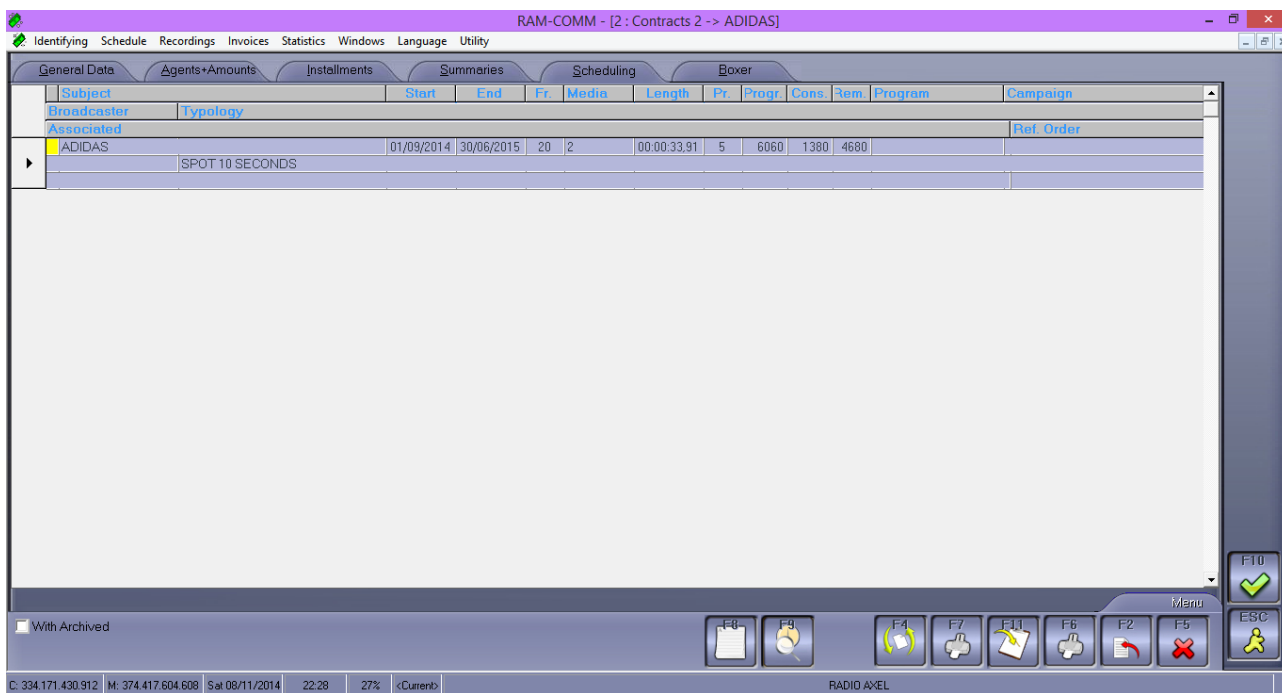 RAM-COMM - [2 : Contracts 2 -> ADIDAS]
Identifying Schedule Recordings Invoices Statistics Windows Language Utility
General Data Agents+Amounts Installments Summaries Scheduling Boxer
Subject Start End Fr. Media Length Pr. Progr. Cons. Rem. Program Campaign
Broadcaster Typology
Associated Ref. Order
ADIDAS 01/09/2014 30/06/2015 20 2 00:00:33,91 5 6060 1380 4680
SPOT 10 SECONDS
F10
Menu
With Archived F8 F9 F4 F7 F11 F6 F2 F5 ESC
C: 334.171.430.912 M: 374.417.604.608 Sat 08/11/2014 22:28 27% <Current> RADIO AXEL